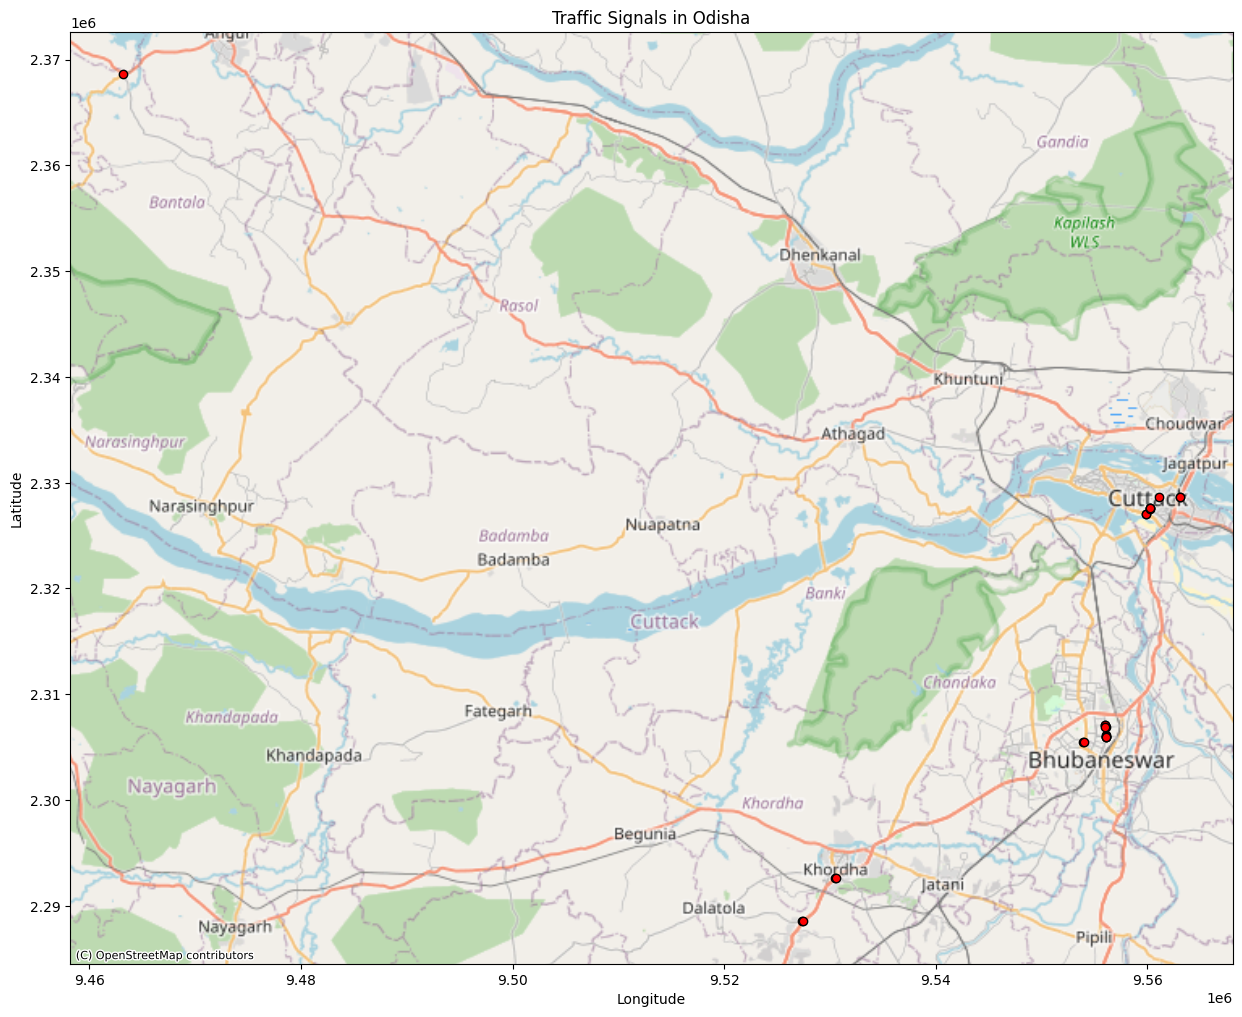 Traffic Signals in Odisha
1e6
Angul
2.37
Gandia
2.36
Bantala
Kapilash
WLS
Dhenkanal
2.35
Rasol
2.34
Khuntuni
Choudwar
Athagad
Narasinghpur
Jagatpur
2.33
Cuttack
Narasinghpur
Nuapatna
Badamba
Badamba
2.32
Banki
Cuttack
Chandaka
2.31
Fategarh
Khandapada
Khandapada
Bhubaneswar
2.30
Nayagarh
Khordha
Begunia
Khordha
Jatani
2.29
Dalatola
Nayagarh
Pipili
(C) OpenStreetMap contributors
9.46
9.48
9.50
9.52
9.54
9.56
1e6
Longitude
Latitude